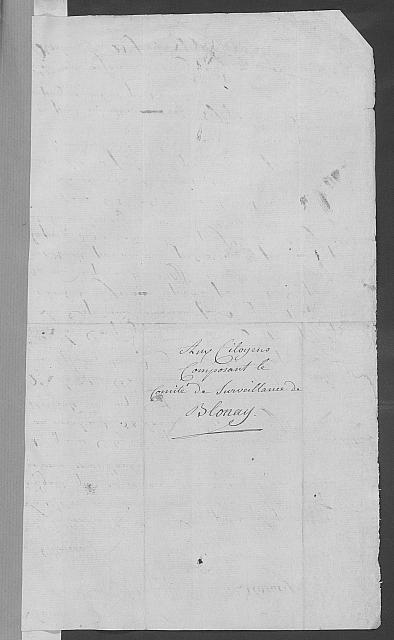 Aux Citoyens
Composant le
Comité de Surveillance de
Blonay.